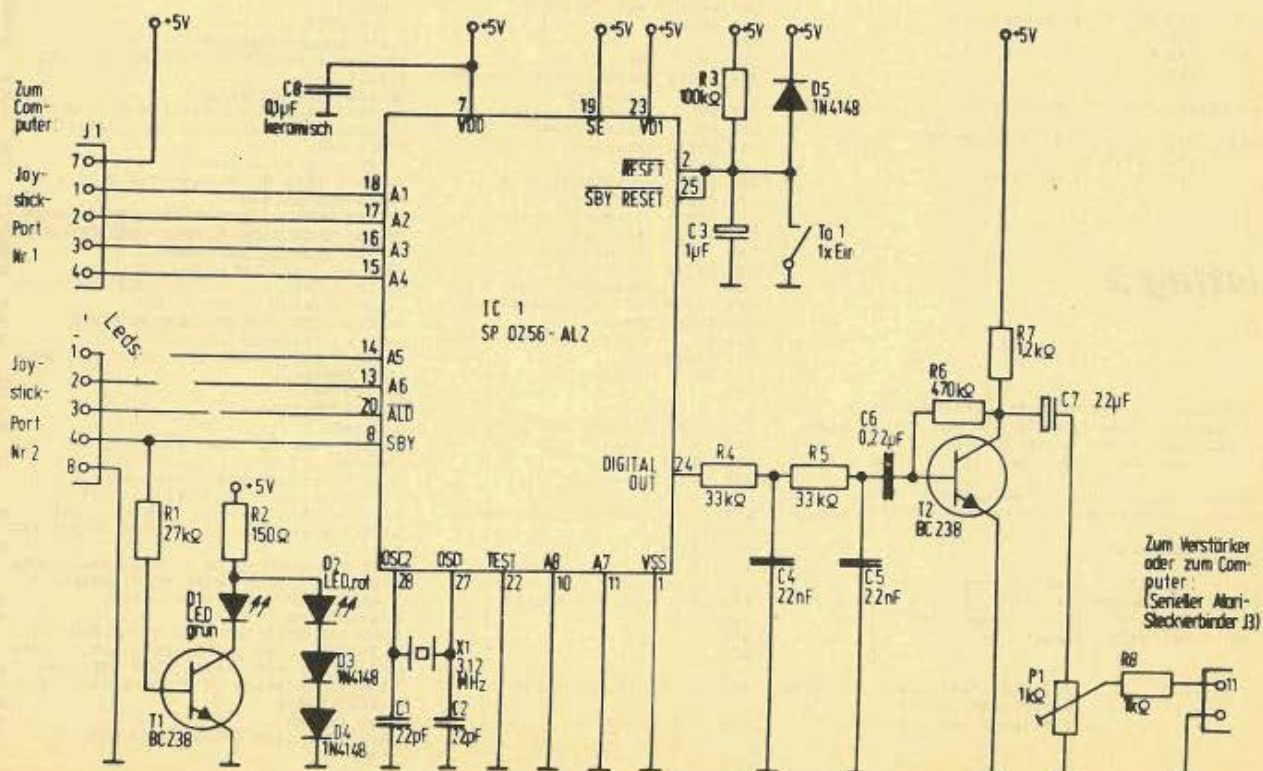 +5V
+5V
+5V
+5V
+5V
+5V
+5V
Zum
Com-
puter
J1
7
Joy-
stick-
Port
Nr.1
1
2
3
4
C8
0,1µF
keramisch
7
VDD
19
SE
23
VD1
R3
100kΩ
D5
1N4148
18 A1
17 A2
16 A3
15 A4
RESET 2
SBY RESET 25
C3
1µF
Ta 1
1x Ein
IC 1
SP 0256-AL2
Leds
Joy-
stick-
Port
Nr.2
1
2
3
4
8
14 A5
13 A6
20 ALD
8 SBY
DIGITAL
OUT
24
R4
33kΩ
R5
33kΩ
C6
0,22µF
R6
470kΩ
R7
1,2kΩ
C7 22µF
T2
BC238
C4
22nF
C5
22nF
R1
27kΩ
+5V
R2
150Ω
D1
LED
grün
D2
LED,rot
D3
1N4148
D4
1N4148
T1
BC238
OSC2
28
27
TEST
22
A8
10
A7
11
VSS
1
X1
3,12
MHz
C1
22pF
C2
22pF
Zum Verstärker
oder zum Com-
puter:
(Serieller Atari-
Steckverbinder J3)
P1
1kΩ
R8
1kΩ
11